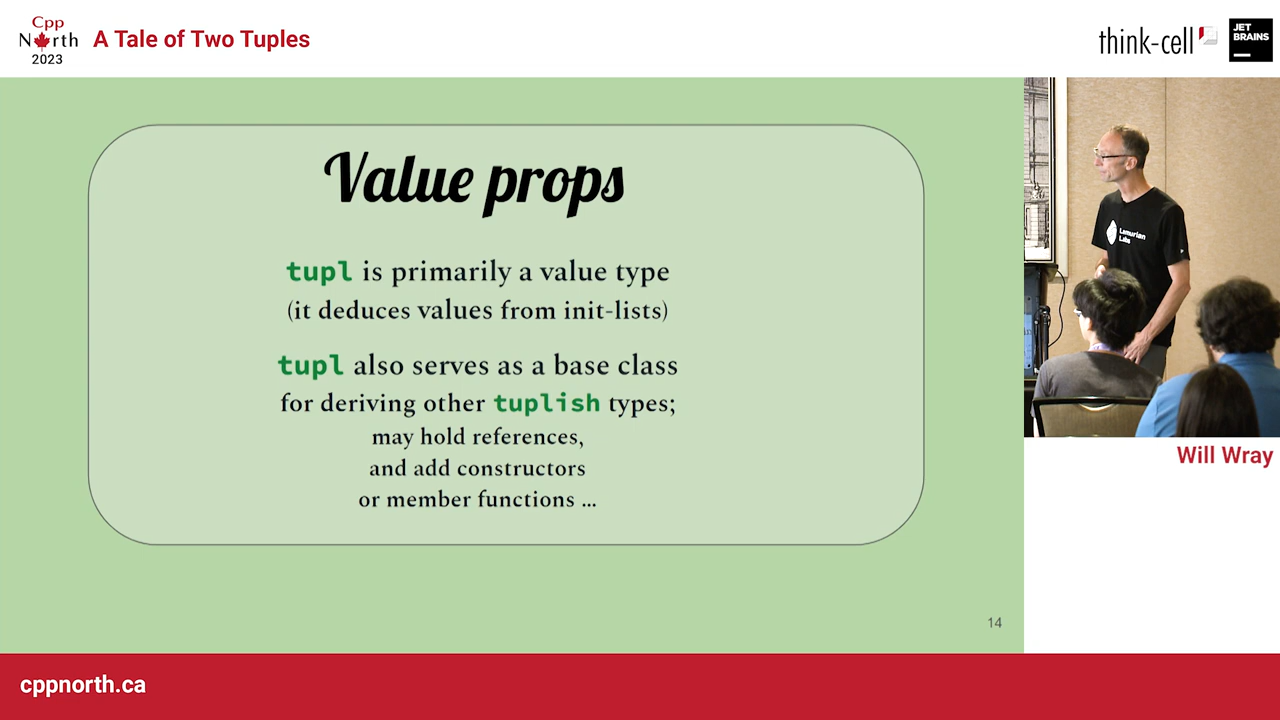 Cpp
North
2023
A Tale of Two Tuples
think-cell
JET
BRAINS
Value props
tupl is primarily a value type
(it deduces values from init-lists)
tupl also serves as a base class
for deriving other tuplish types;
may hold references,
and add constructors
or member functions ...
14
Lemurian
Labs
Will Wray
cppnorth.ca